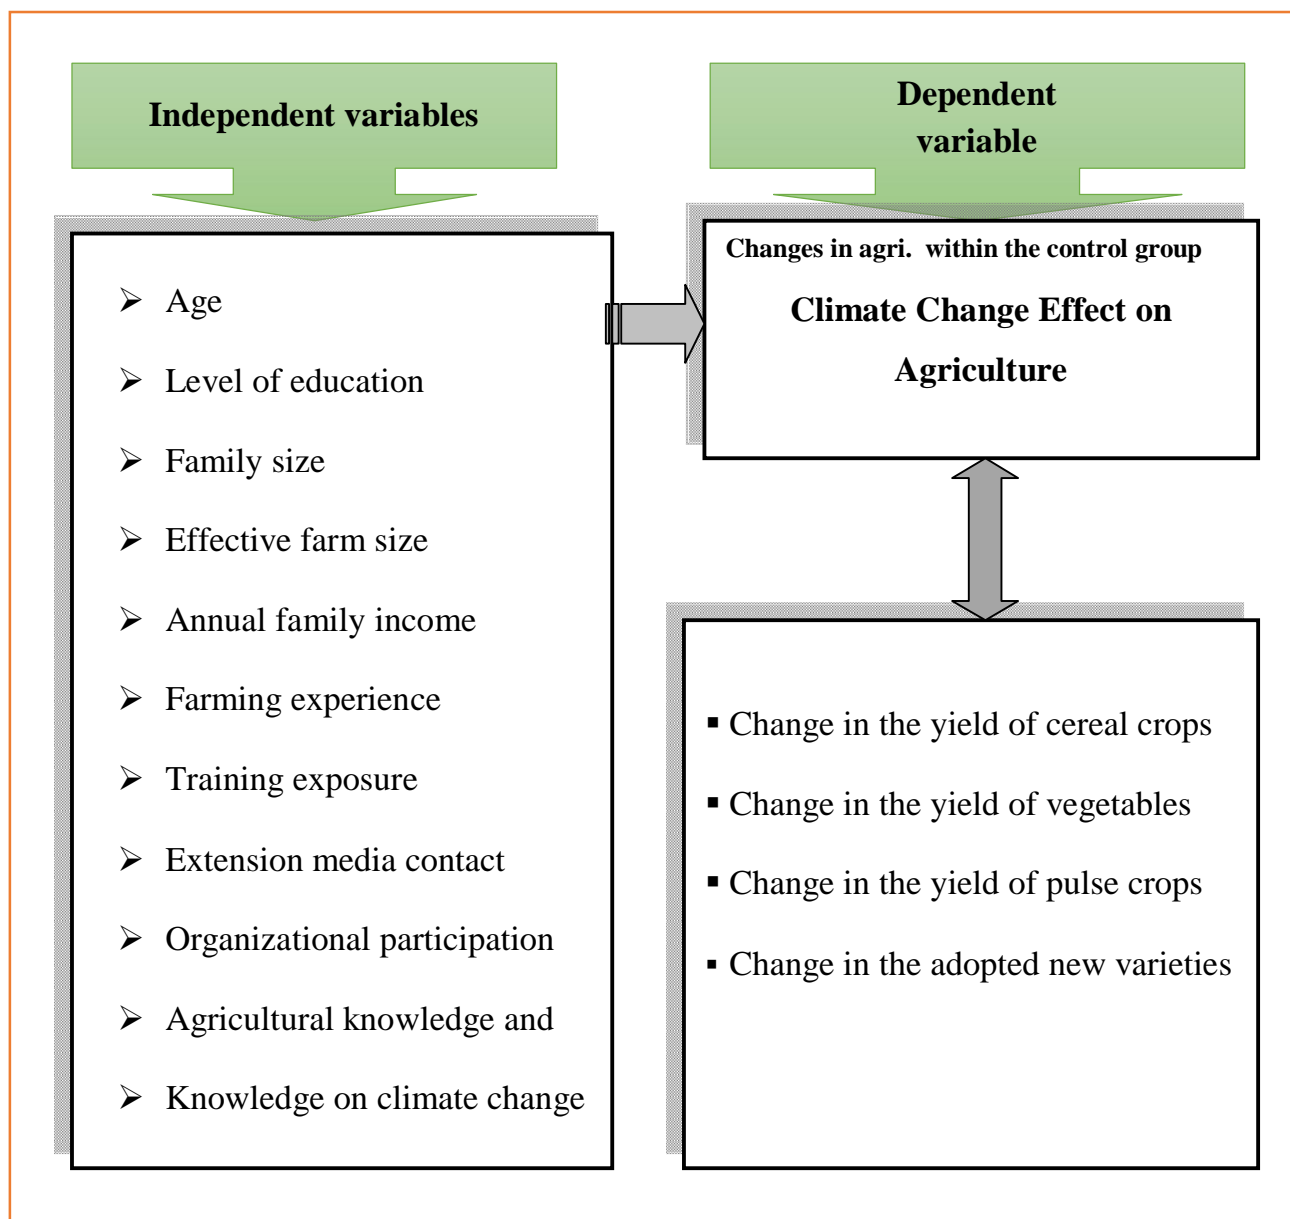 Independent variables
Age
Level of education
Family size
Effective farm size
Annual family income
Farming experience
Training exposure
Extension media contact
Organizational participation
Agricultural knowledge and
Knowledge on climate change
Dependent
variable
Changes in agri. within the control group
Climate Change Effect on
Agriculture
Change in the yield of cereal crops
Change in the yield of vegetables
Change in the yield of pulse crops
Change in the adopted new varieties